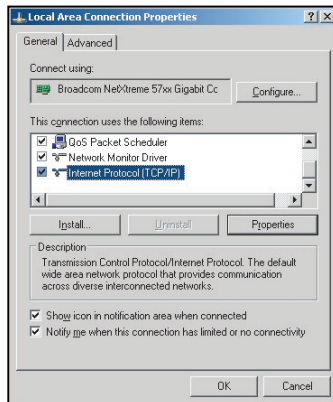 Local Area Connection Properties
General Advanced
Connect using:
Broadcom NetXtreme 57xx Gigabit Cc
Configure...
This connection uses the following items:
QoS Packet Scheduler
Network Monitor Driver
Internet Protocol (TCP/IP)
Install... Uninstall Properties
Description
Transmission Control Protocol/Internet Protocol. The default
wide area network protocol that provides communication
across diverse interconnected networks.
Show icon in notification area when connected
Notify me when this connection has limited or no connectivity
OK Cancel